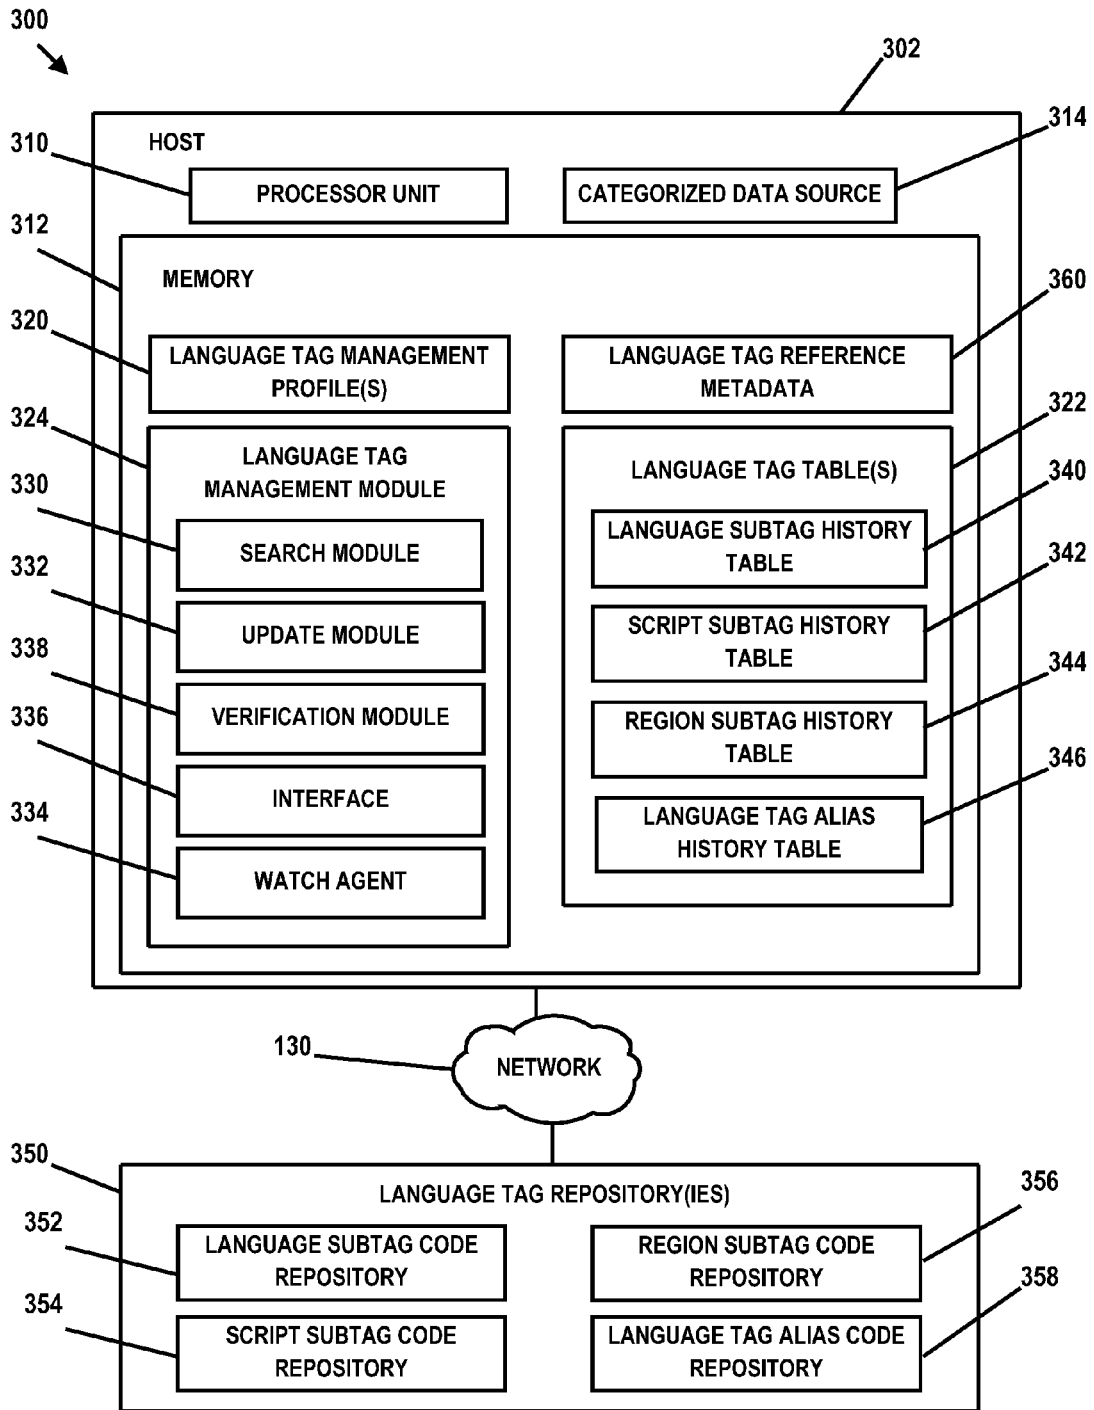 300
302
314
HOST
310
PROCESSOR UNIT
CATEGORIZED DATA SOURCE
312
MEMORY
360
320
LANGUAGE TAG MANAGEMENT
PROFILE(S)
LANGUAGE TAG REFERENCE
METADATA
324
322
LANGUAGE TAG
MANAGEMENT MODULE
LANGUAGE TAG TABLE(S)
330
340
SEARCH MODULE
LANGUAGE SUBTAG HISTORY
TABLE
332
342
UPDATE MODULE
SCRIPT SUBTAG HISTORY
TABLE
338
344
VERIFICATION MODULE
REGION SUBTAG HISTORY
TABLE
336
346
INTERFACE
LANGUAGE TAG ALIAS
HISTORY TABLE
334
WATCH AGENT
130
NETWORK
350
LANGUAGE TAG REPOSITORY(IES)
356
352
LANGUAGE SUBTAG CODE
REPOSITORY
REGION SUBTAG CODE
REPOSITORY
354
358
SCRIPT SUBTAG CODE
REPOSITORY
LANGUAGE TAG ALIAS CODE
REPOSITORY